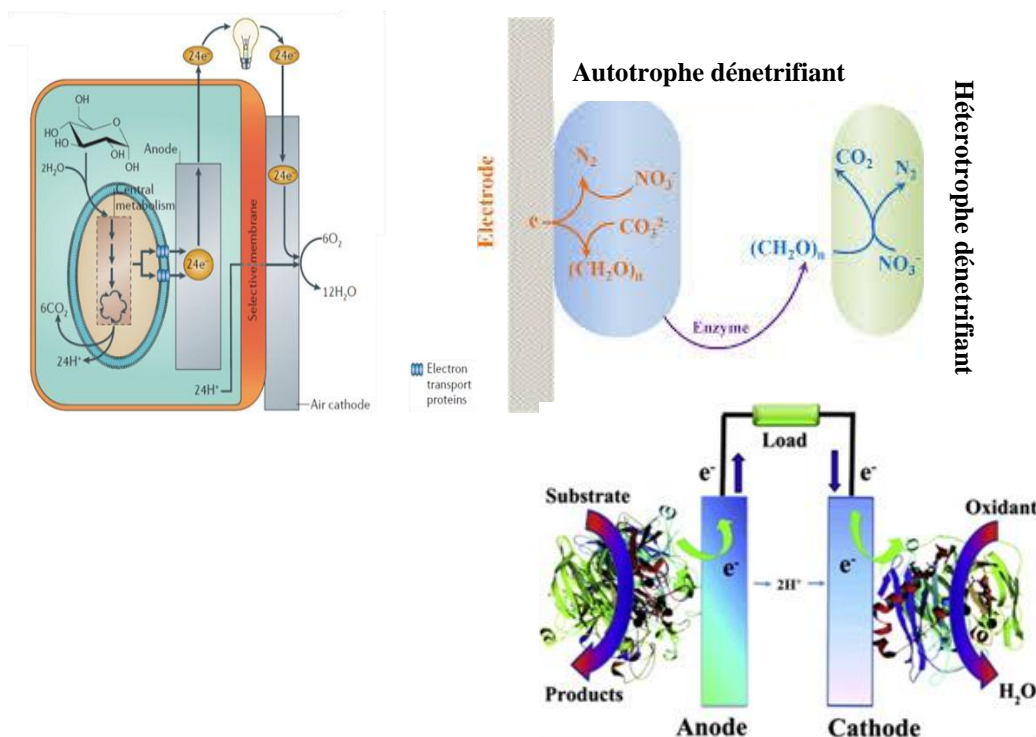 24e⁻
24e⁻
OH
HO
HO
O
OH
OH
2H₂O
Anode
Central
metabolism
24e⁻
24e⁻
6O₂
12H₂O
6CO₂
24H⁺
24H⁺
Selective membrane
Air cathode
Electron
transport
proteins
Autotrophe dénetrifiant
Héterotrophe dénetrifiant
Electrode
N₂
NO₃⁻
e⁻
CO₃²⁻
(CH₂O)ₙ
Enzyme
CO₂
N₂
(CH₂O)ₙ
NO₃⁻
Load
e⁻
e⁻
Substrate
Oxidant
e⁻
2H⁺
e⁻
Products
H₂O
Anode
Cathode